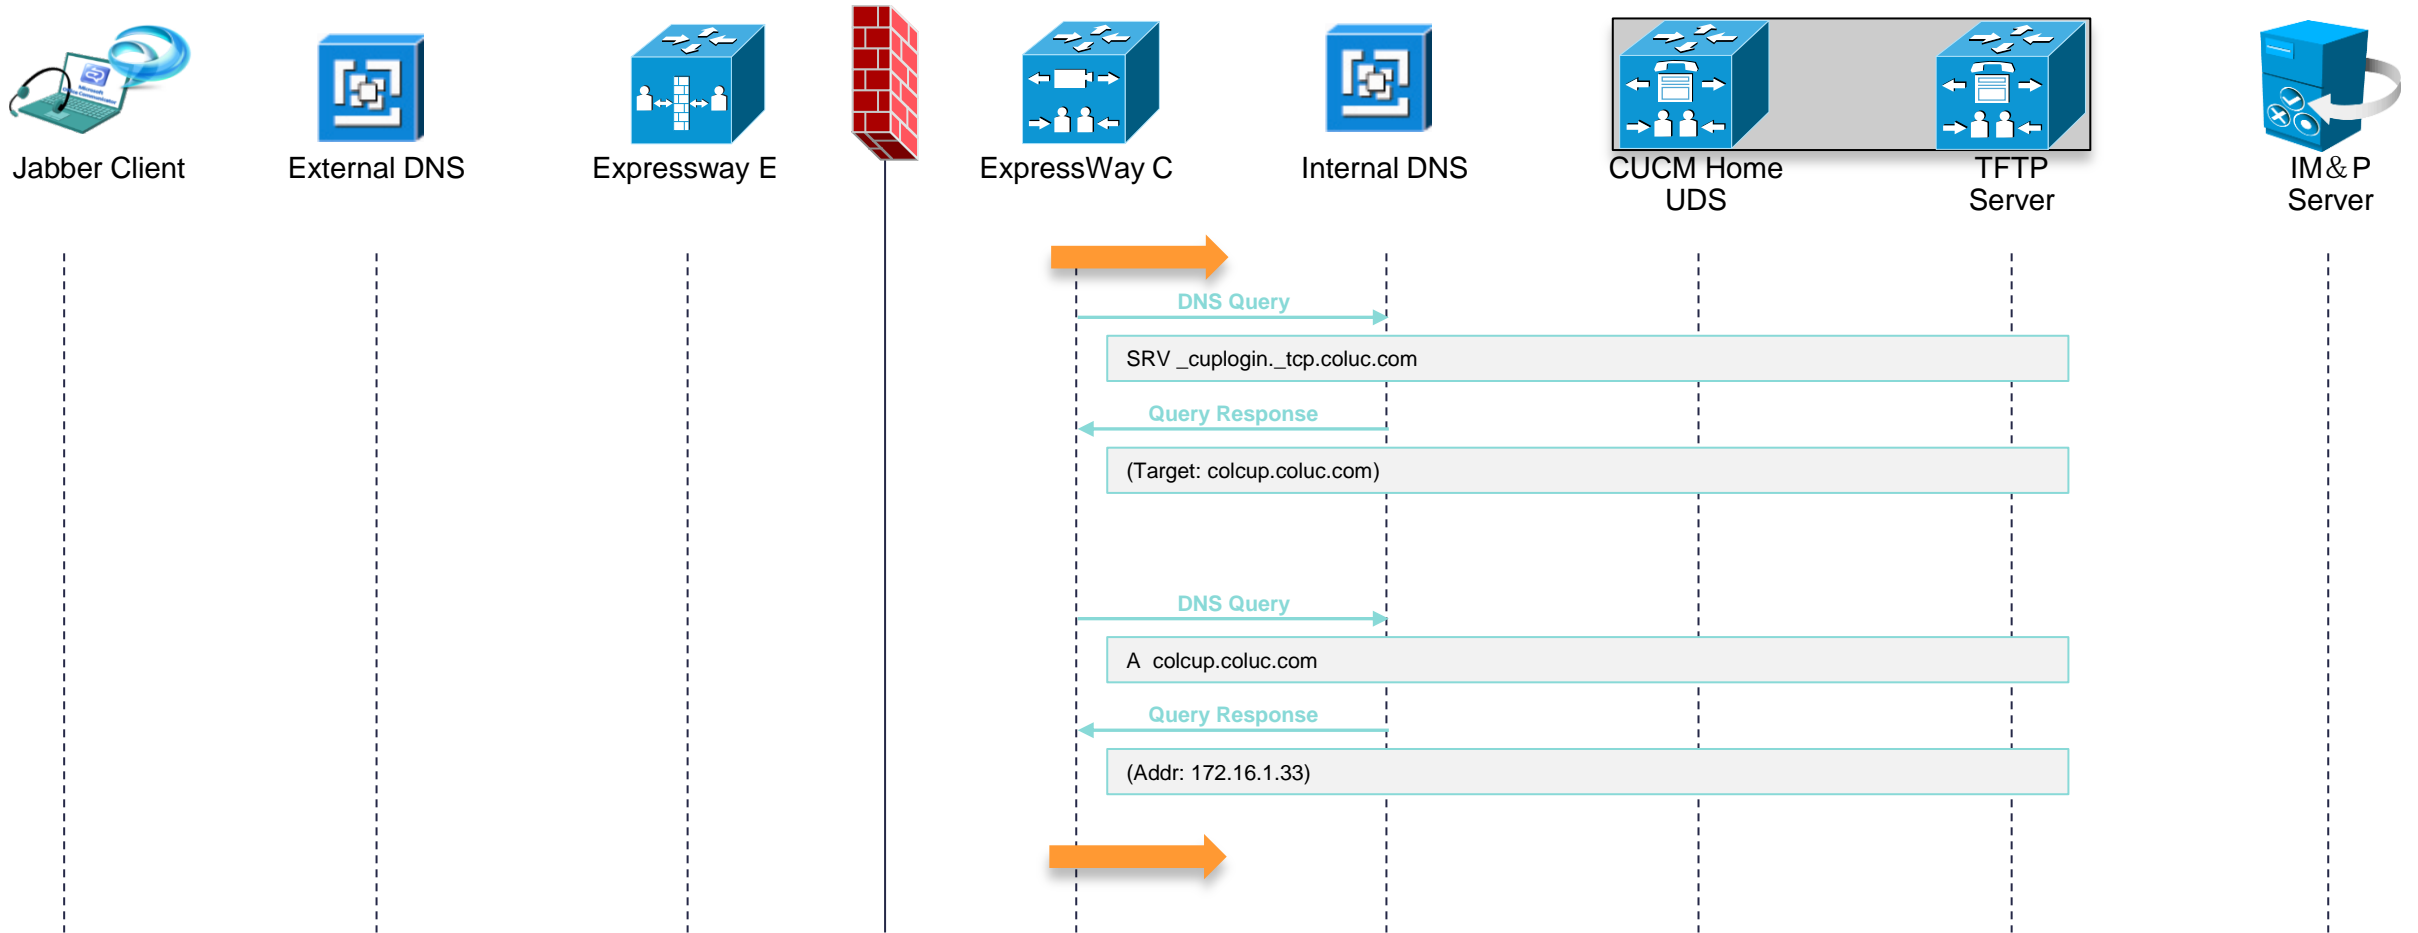 Jabber Client
External DNS
Expressway E
ExpressWay C
Internal DNS
CUCM Home
UDS
TFTP
Server
IM&P
Server
DNS Query
SRV _cuplogin._tcp.coluc.com
Query Response
(Target: colcup.coluc.com)
DNS Query
A  colcup.coluc.com
Query Response
(Addr: 172.16.1.33)